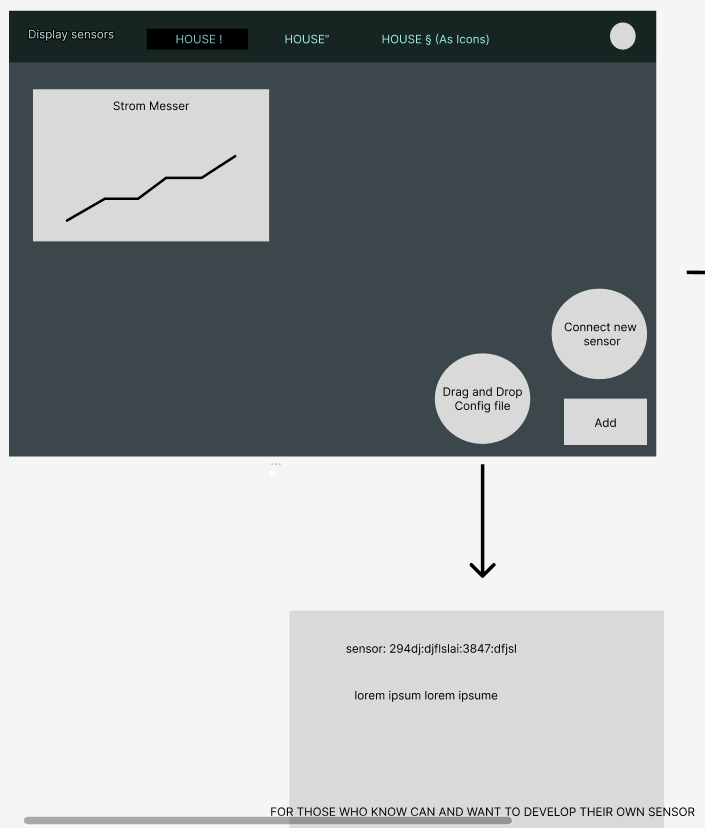 Display sensors
HOUSE !
HOUSE"
HOUSE § (As Icons)
Strom Messer
Connect new
sensor
Drag and Drop
Config file
Add
sensor: 294dj:djflslai:3847:dfjsl
lorem ipsum lorem ipsume
FOR THOSE WHO KNOW CAN AND WANT TO DEVELOP THEIR OWN SENSOR